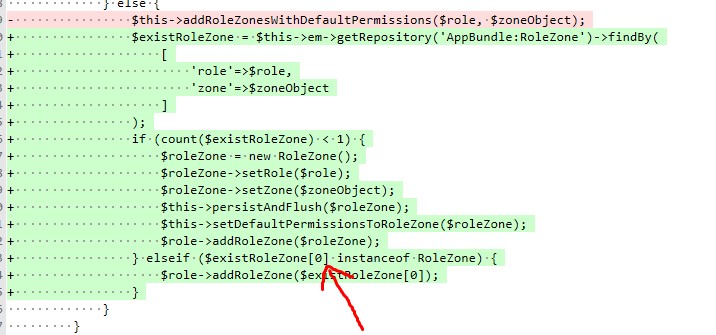 } else {
- $this->addRoleZonesWithDefaultPermissions($role, $zoneObject);
+ $existRoleZone = $this->em->getRepository('AppBundle:RoleZone')->findBy(
+ [
+ 'role'=>$role,
+ 'zone'=>$zoneObject
+ ]
+ );
+ if (count($existRoleZone) < 1) {
+ $roleZone = new RoleZone();
+ $roleZone->setRole($role);
+ $roleZone->setZone($zoneObject);
+ $this->persistAndFlush($roleZone);
+ $this->setDefaultPermissionsToRoleZone($roleZone);
+ $role->addRoleZone($roleZone);
+ } elseif ($existRoleZone[0] instanceof RoleZone) {
+ $role->addRoleZone($existRoleZone[0]);
+ }
}
}